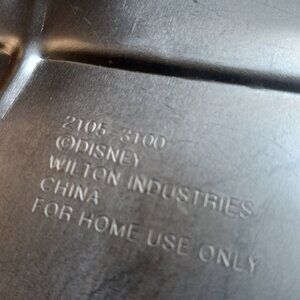 2105-3100
©DISNEY
WILTON INDUSTRIES
CHINA
FOR HOME USE ONLY